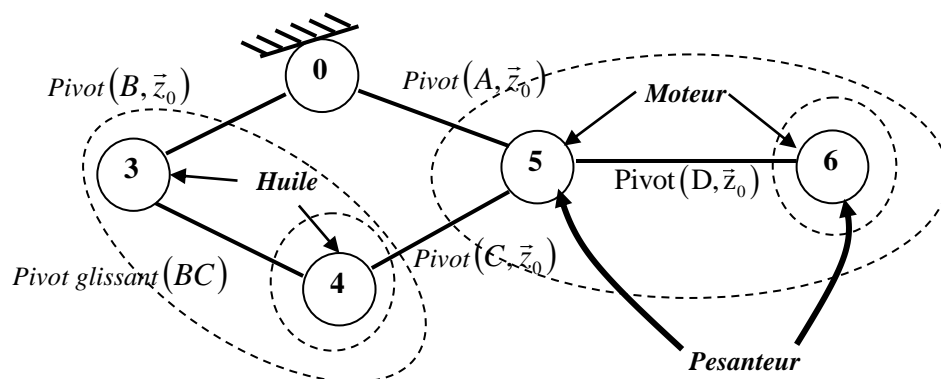 0
Pivot(B, z⃗₀)
Pivot(A, z⃗₀)
Moteur
3
Huile
5
6
Pivot(D, z⃗₀)
Pivot glissant(BC)
4
Pivot(C, z⃗₀)
Pesanteur